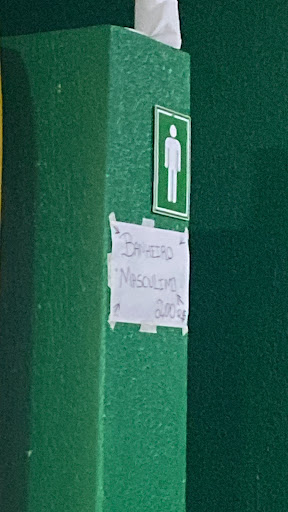 BANHEIRO
MASCULINO
2,00 R$